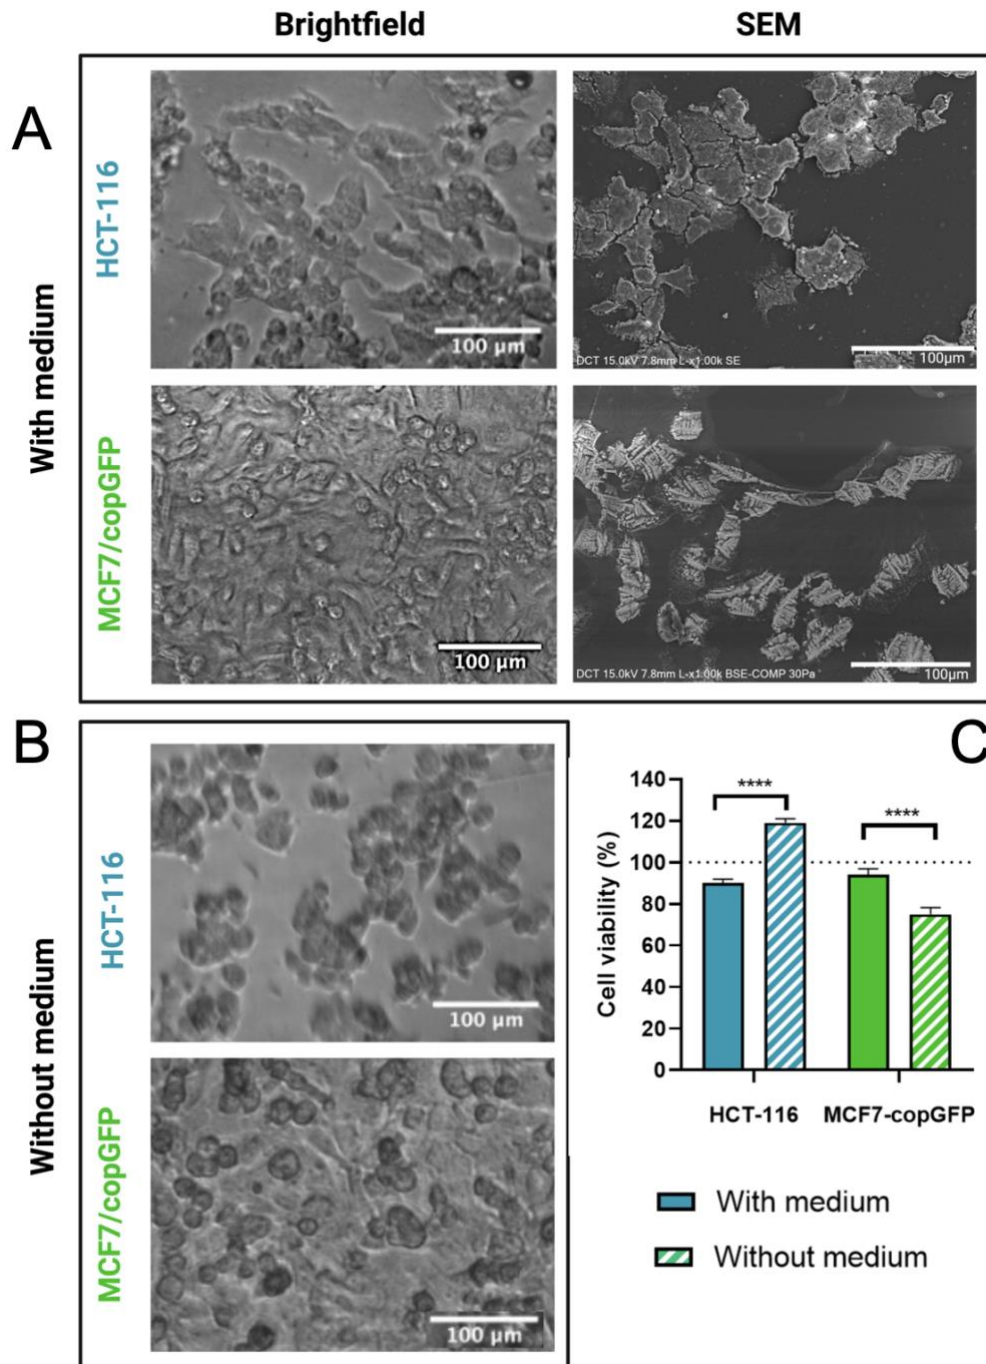 Brightfield
SEM
A
With medium
HCT-116
100 μm
DCT 15.0kV 7.8mm L-x1.00k SE
100μm
MCF7/copGFP
100 μm
DCT 15.0kV 7.8mm L-x1.00k BSE-COMP 30Pa
100μm
B
Without medium
HCT-116
100 μm
MCF7/copGFP
100 μm
C
Cell viability (%)
140
120
100
80
60
40
20
0
****
****
HCT-116
MCF7-copGFP
With medium
Without medium